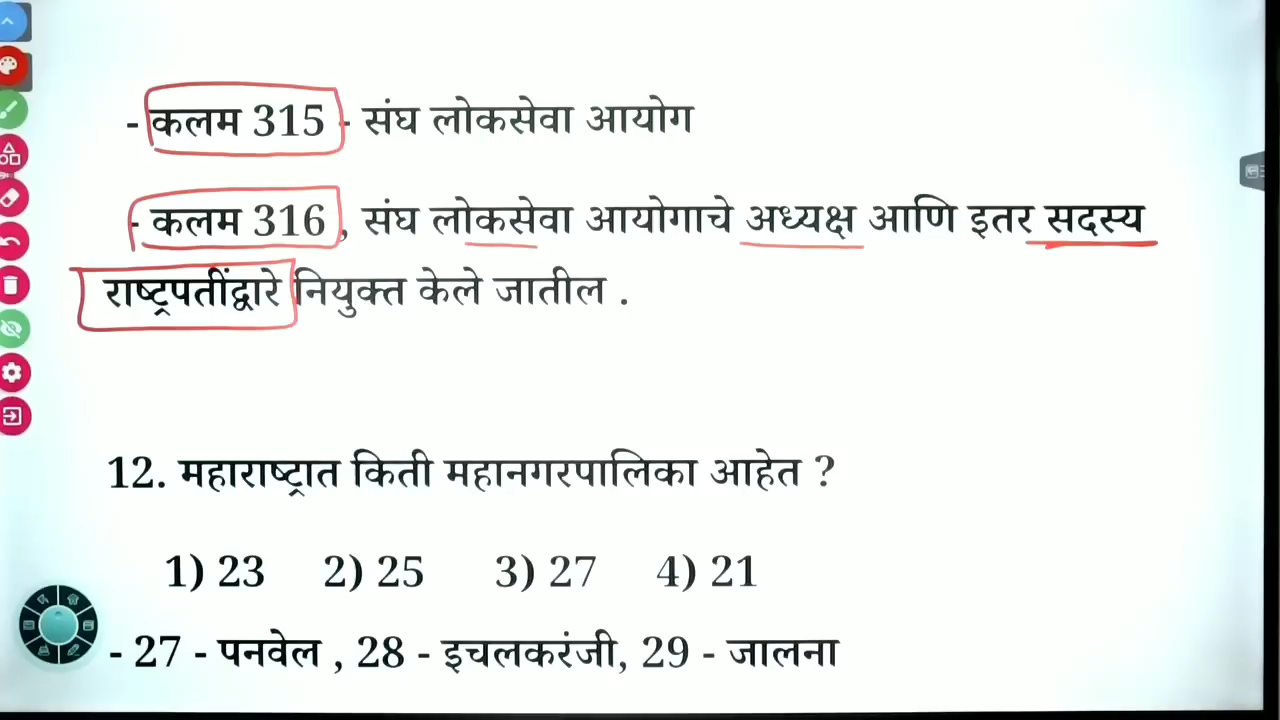 - कलम 315 - संघ लोकसेवा आयोग
- कलम 316, संघ लोकसेवा आयोगाचे अध्यक्ष आणि इतर सदस्य
राष्ट्रपतींद्वारे नियुक्त केले जातील .
12. महाराष्ट्रात किती महानगरपालिका आहेत ?
1) 23 2) 25 3) 27 4) 21
- 27 - पनवेल , 28 - इचलकरंजी, 29 - जालना